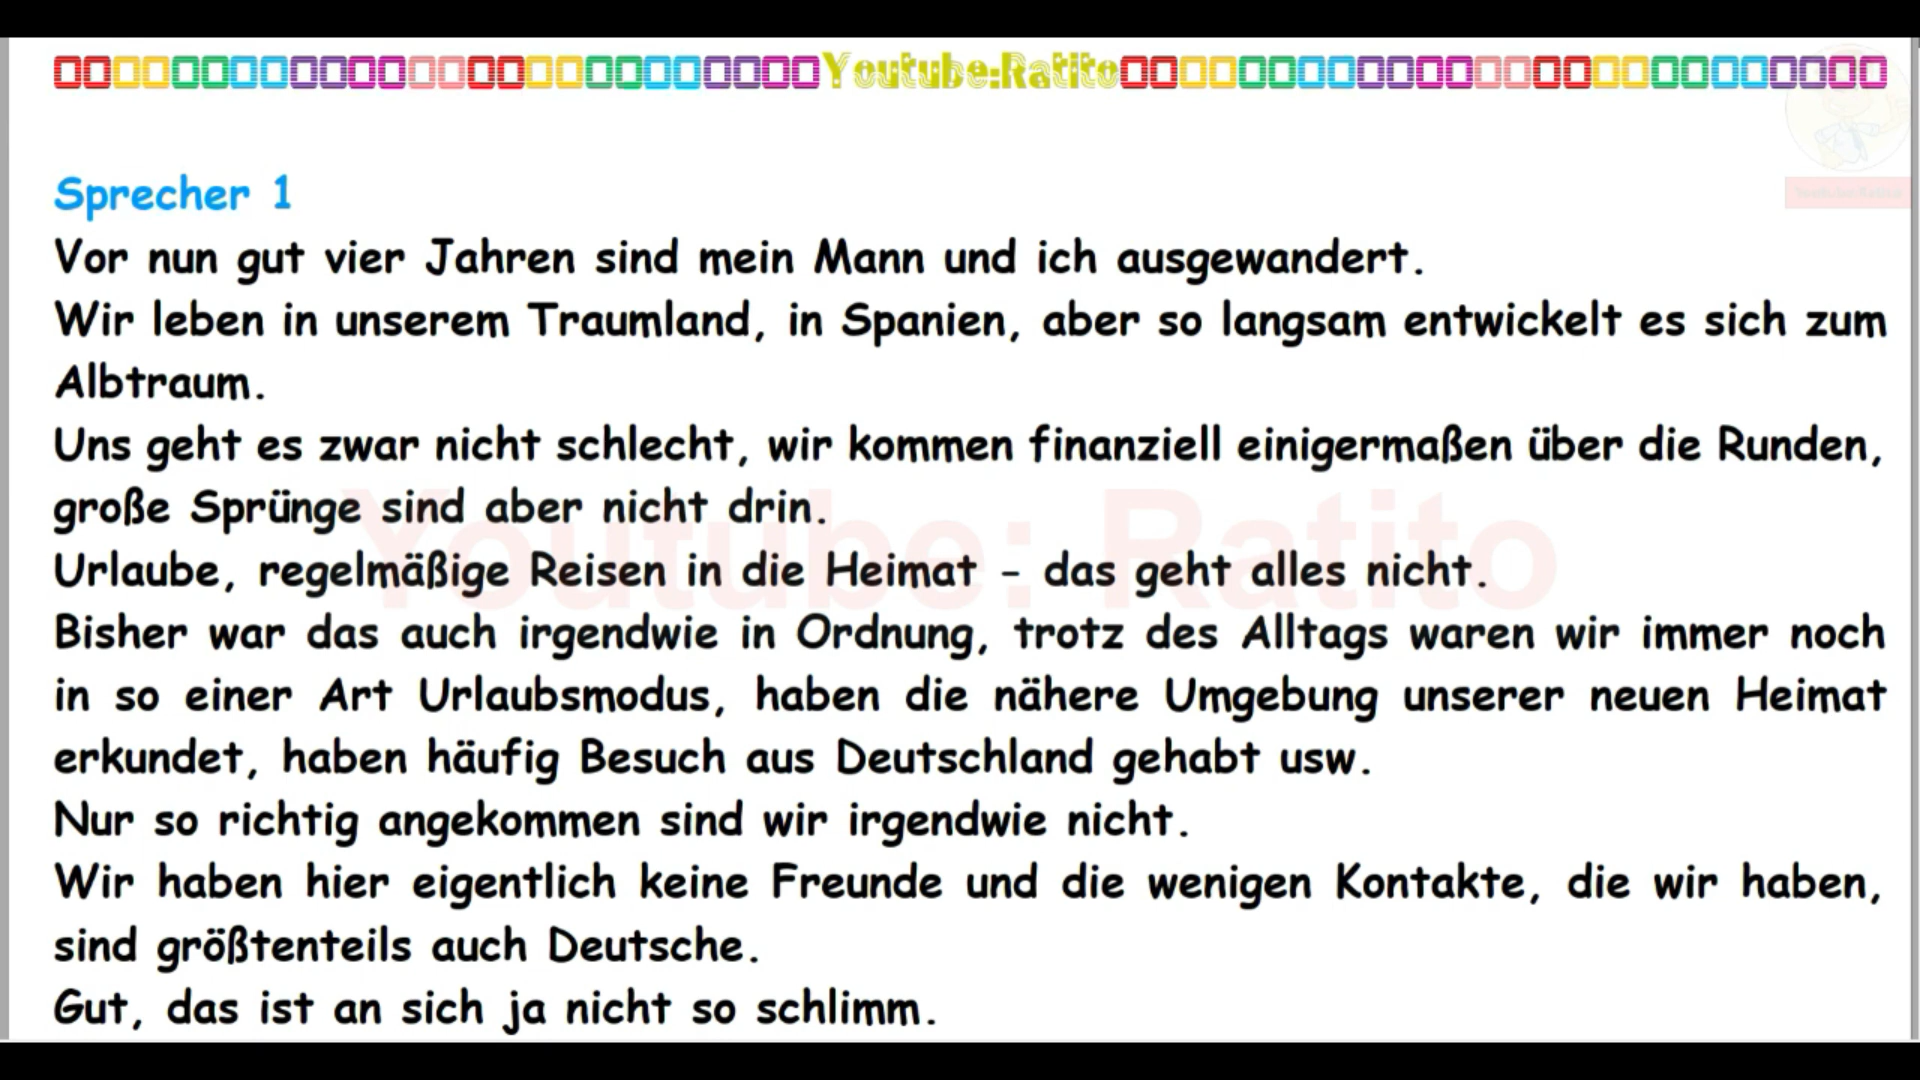 Youtube:Ratito
Sprecher 1
Vor nun gut vier Jahren sind mein Mann und ich ausgewandert.
Wir leben in unserem Traumland, in Spanien, aber so langsam entwickelt es sich zum
Albtraum.
Uns geht es zwar nicht schlecht, wir kommen finanziell einigermaßen über die Runden,
große Sprünge sind aber nicht drin.
Youtube: Ratito
Urlaube, regelmäßige Reisen in die Heimat - das geht alles nicht.
Bisher war das auch irgendwie in Ordnung, trotz des Alltags waren wir immer noch
in so einer Art Urlaubsmodus, haben die nähere Umgebung unserer neuen Heimat
erkundet, haben häufig Besuch aus Deutschland gehabt usw.
Nur so richtig angekommen sind wir irgendwie nicht.
Wir haben hier eigentlich keine Freunde und die wenigen Kontakte, die wir haben,
sind größtenteils auch Deutsche.
Gut, das ist an sich ja nicht so schlimm.